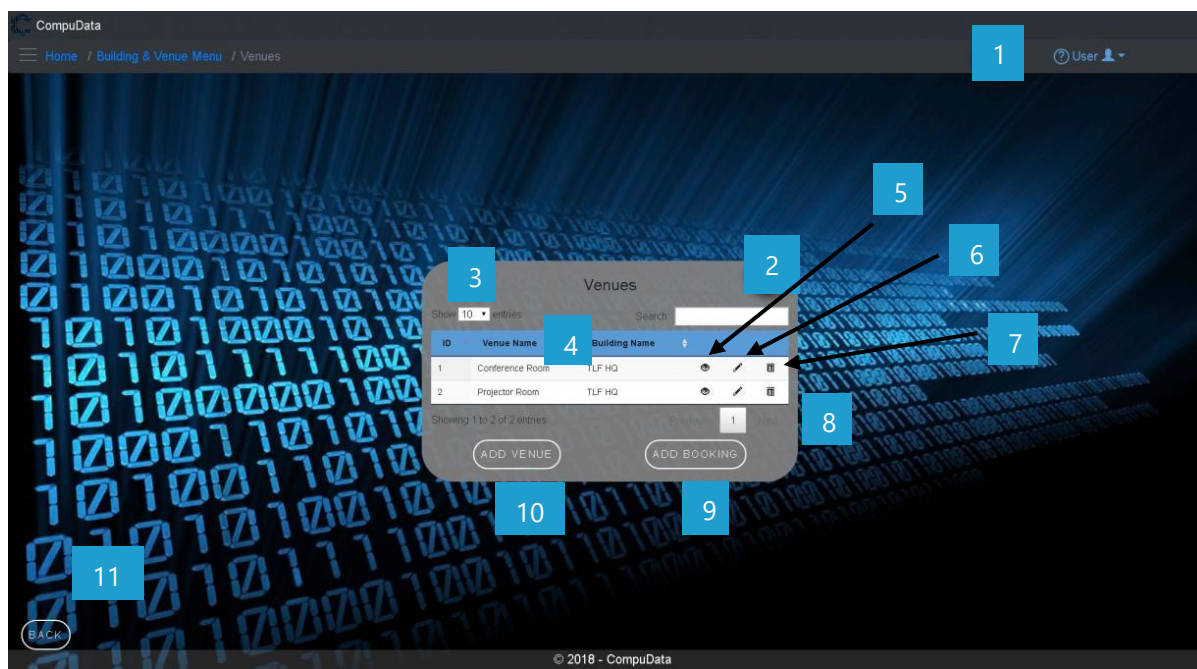 CompuData
Home / Building & Venue Menu / Venues
1
User
5
6
2
3
Venues
Show 10 entries
Search:
7
4
ID Venue Name Building Name
1 Conference Room TLF HQ
2 Projector Room TLF HQ
8
Showing 1 to 2 of 2 entries
Previous 1 Next
ADD VENUE
ADD BOOKING
10
9
11
BACK
© 2018 - CompuData